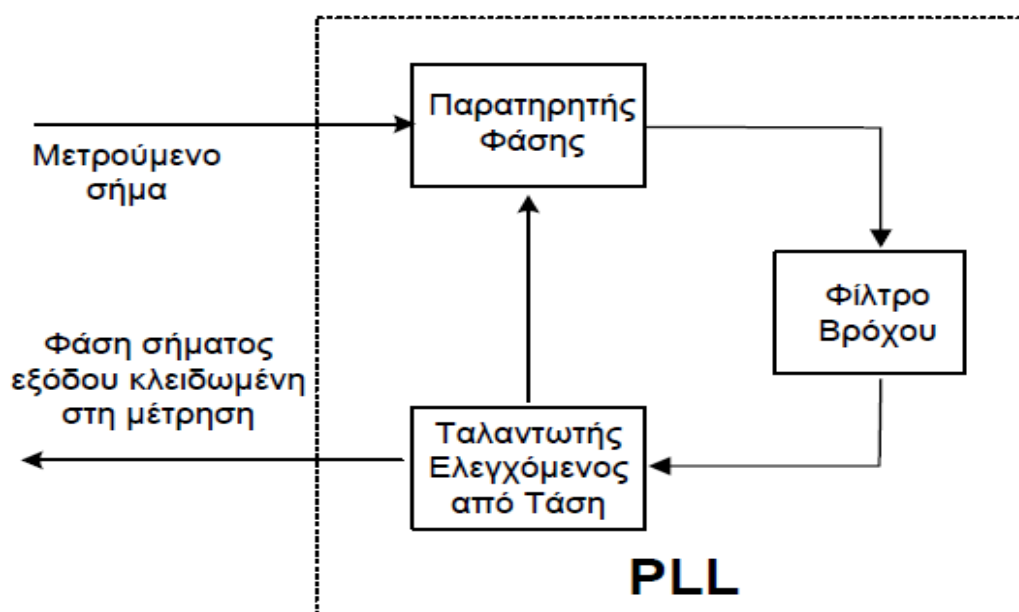 Παρατηρητής
Φάσης
Μετρούμενο
σήμα
Φίλτρο
Βρόχου
Φάση σήματος
εξόδου κλειδωμένη
στη μέτρηση
Ταλαντωτής
Ελεγχόμενος
από Τάση
PLL